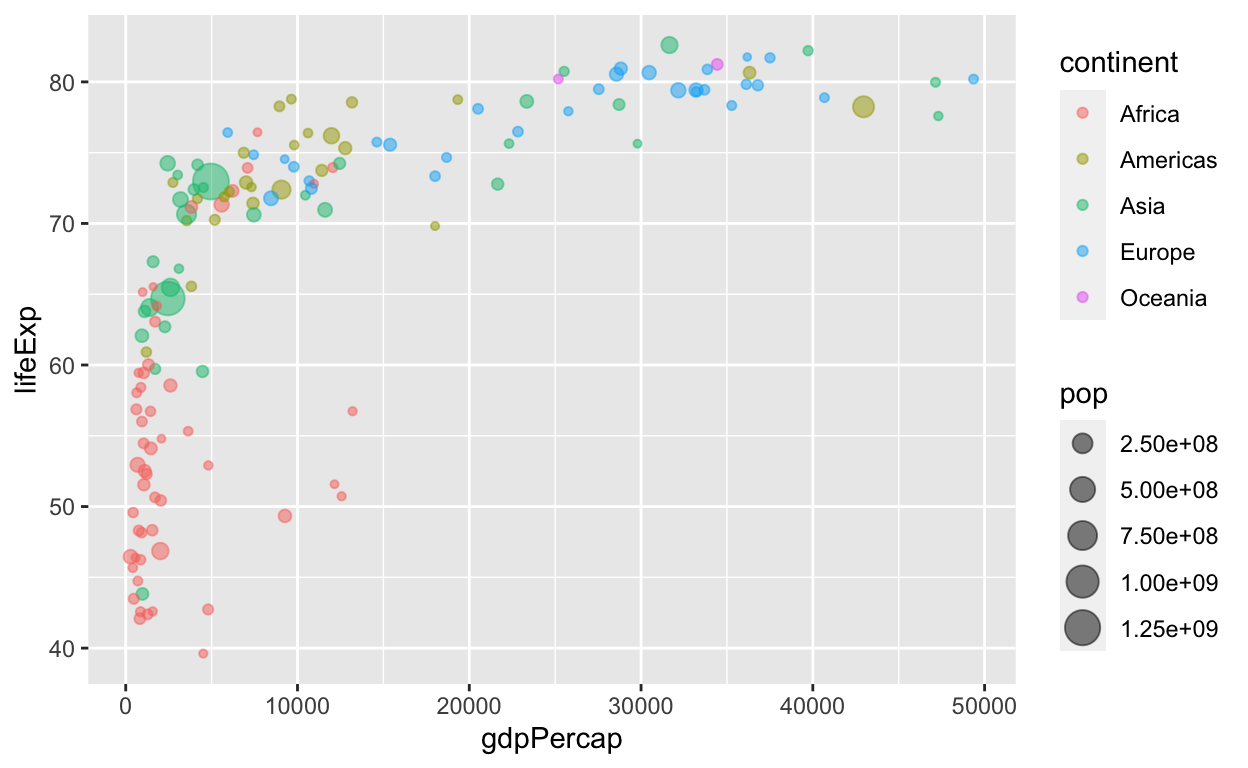 continent
Africa
Americas
Asia
Europe
Oceania
pop
2.50e+08
5.00e+08
7.50e+08
1.00e+09
1.25e+09
lifeExp
80
70
60
50
40
0 10000 20000 30000 40000 50000
gdpPercap